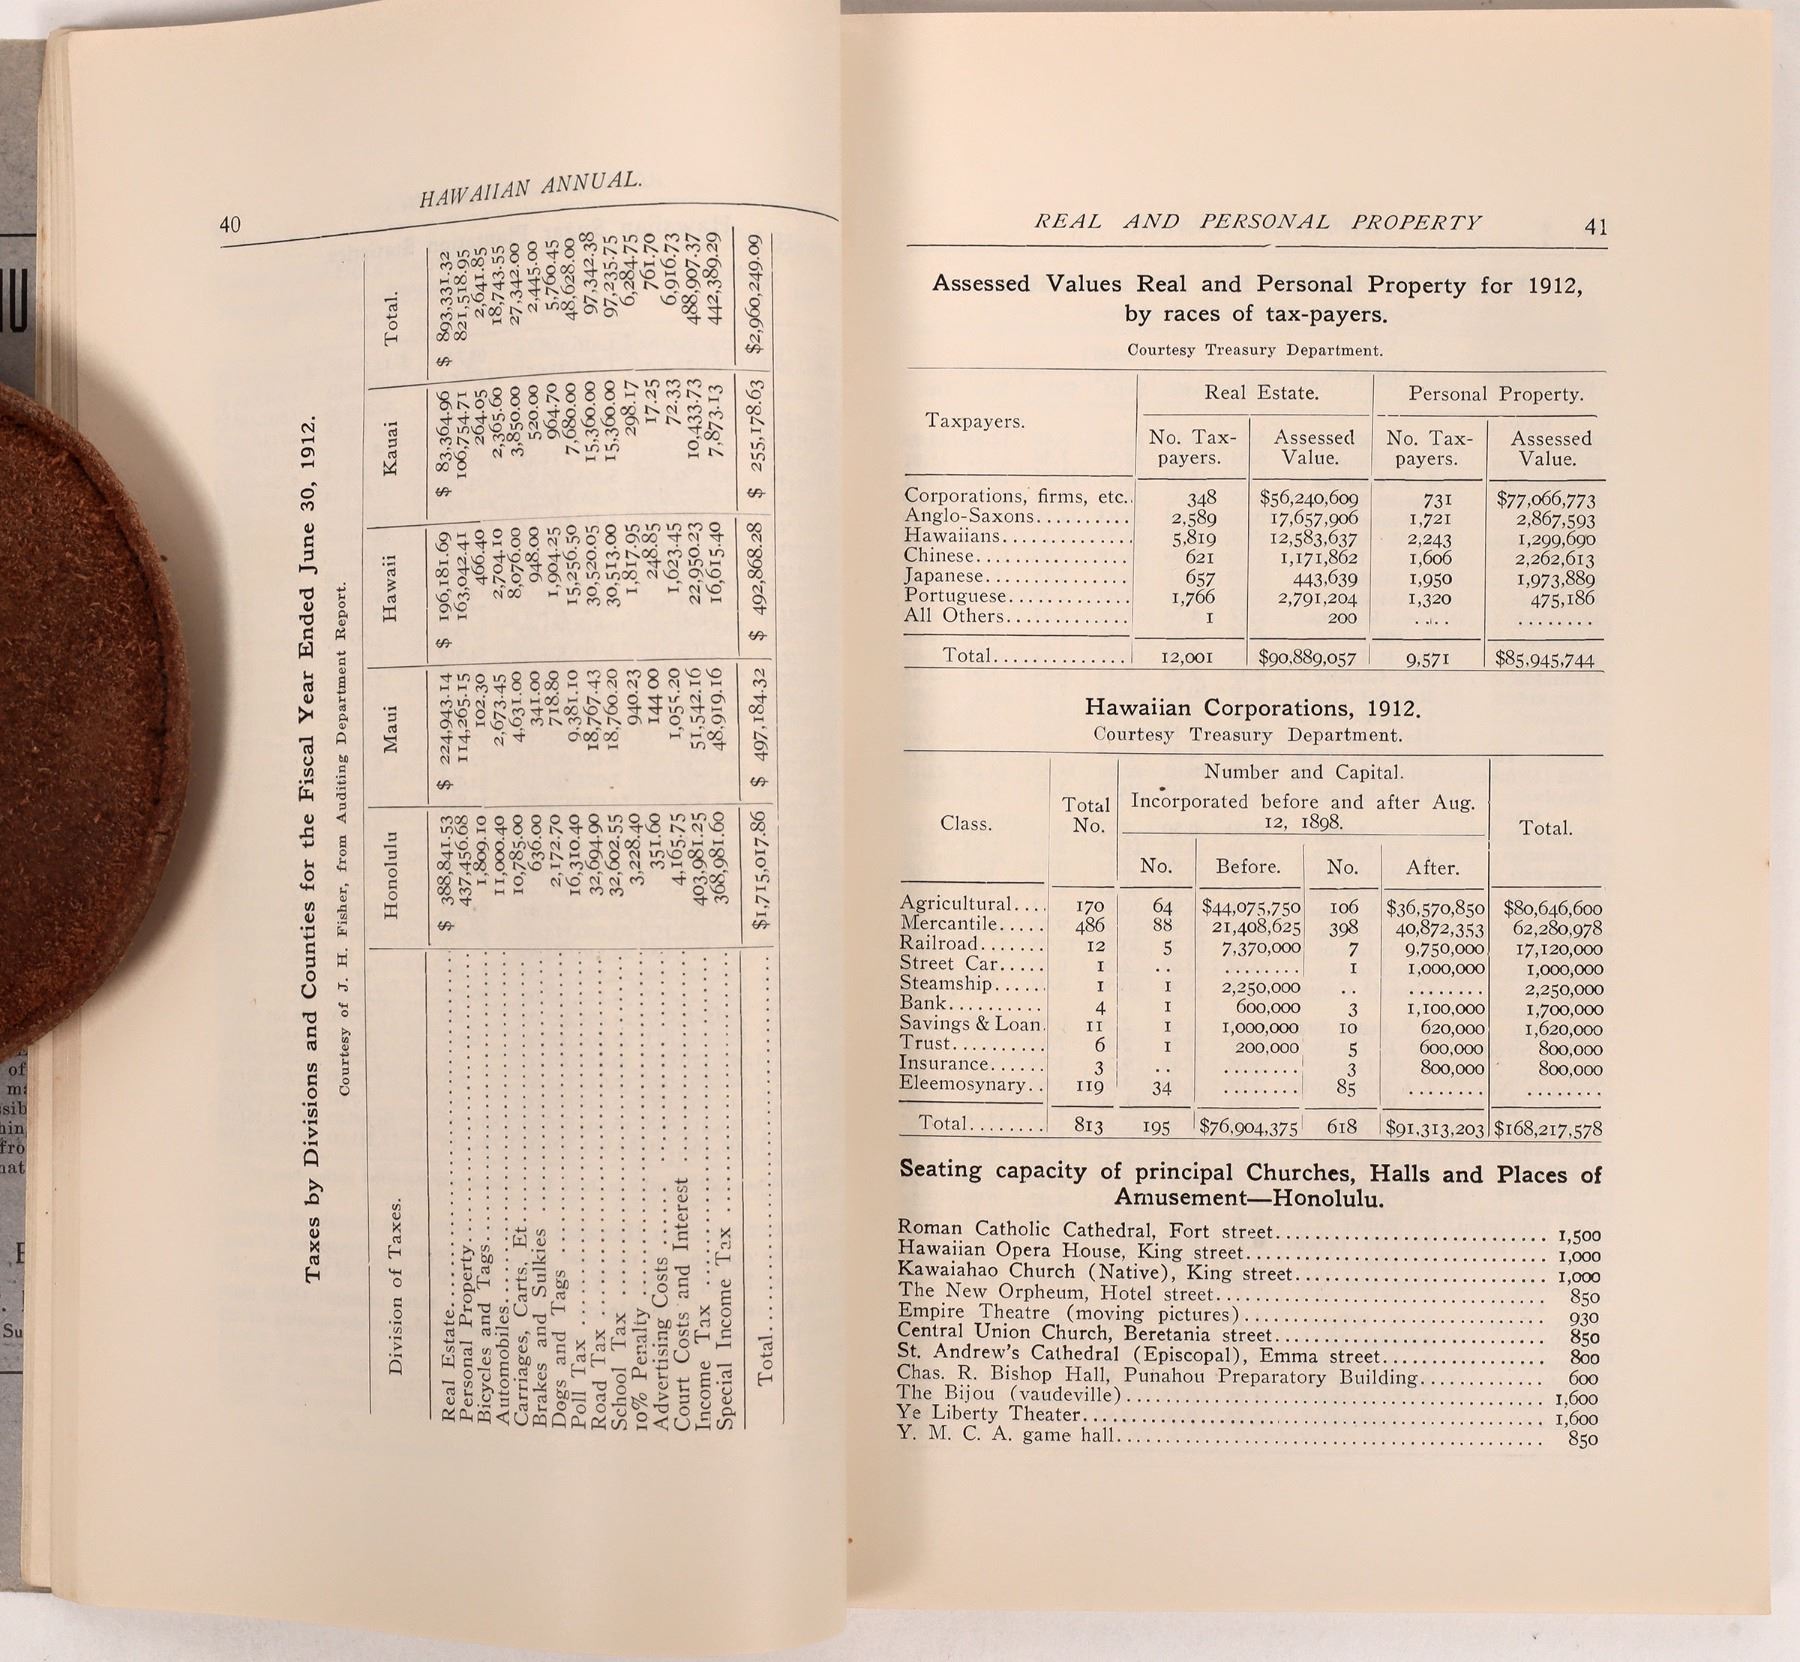 40
HAWAIIAN ANNUAL.
Taxes by Divisions and Counties for the Fiscal Year Ended June 30, 1912.
Courtesy of J. H. Fisher, from Auditing Department Report.
Division of Taxes. Honolulu Maui Hawaii Kauai Total.
Real Estate........ $ 388,841.53 $ 224,943.14 $ 196,181.69 $ 83,364.96 $ 893,331.32
Personal Property........ 437,456.68 114,265.15 163,042.41 106,754.71 821,518.95
Bicycles and Tags........ 1,809.10 102.30 466.40 264.05 2,641.85
Automobiles........ 11,000.40 2,673.45 2,704.10 2,365.60 18,743.55
Carriages, Carts, Et........ 10,785.00 4,631.00 8,076.00 3,850.00 27,342.00
Brakes and Sulkies ........ 636.00 341.00 948.00 520.00 2,445.00
Dogs and Tags ........ 2,172.70 718.80 1,904.25 964.70 5,760.45
Poll Tax ........ 16,310.40 9,381.10 15,256.50 7,680.00 48,628.00
Road Tax ........ 32,694.90 18,767.43 30,520.05 15,360.00 97,342.38
School Tax ........ 32,602.55 18,760.20 30,513.00 15,360.00 97,235.75
10% Penalty ........ 3,228.40 940.23 1,817.95 298.17 6,284.75
Advertising Costs ........ 351.60 144 00 248.85 17.25 761.70
Court Costs and Interest ........ 4,165.75 1,055.20 1,623.45 72.33 6,916.73
Income Tax ........ 403,981.25 51,542.16 22,950.23 10,433.73 488,907.37
Special Income Tax ........ 368,981.60 48,919.16 16,615.40 7,873.13 442,389.29
Total........ $1,715,017.86 $ 497,184.32 $ 492,868.28 $ 255,178.63 $2,960,249.09
REAL AND PERSONAL PROPERTY 41
Assessed Values Real and Personal Property for 1912,
by races of tax-payers.
Courtesy Treasury Department.
Taxpayers. Real Estate. Personal Property.
No. Tax- Assessed No. Tax- Assessed
payers. Value. payers. Value.
Corporations, firms, etc.. 348 $56,240,609 731 $77,066,773
Anglo-Saxons.......... 2,589 17,657,906 1,721 2,867,593
Hawaiians............. 5,819 12,583,637 2,243 1,299,690
Chinese................ 621 1,171,862 1,606 2,262,613
Japanese............... 657 443,639 1,950 1,973,889
Portuguese............. 1,766 2,791,204 1,320 475,186
All Others............. 1 200 .... ........
Total.............. 12,001 $90,889,057 9,571 $85,945,744
Hawaiian Corporations, 1912.
Courtesy Treasury Department.
Number and Capital.
Class. Total No. Incorporated before and after Aug. 12, 1898. Total.
No. Before. No. After.
Agricultural.... 170 64 $44,075,750 106 $36,570,850 $80,646,600
Mercantile..... 486 88 21,408,625 398 40,872,353 62,280,978
Railroad....... 12 5 7,370,000 7 9,750,000 17,120,000
Street Car..... 1 .. ........ 1 1,000,000 1,000,000
Steamship...... 1 1 2,250,000 .. ........ 2,250,000
Bank.......... 4 1 600,000 3 1,100,000 1,700,000
Savings & Loan. 11 1 1,000,000 10 620,000 1,620,000
Trust.......... 6 1 200,000 5 600,000 800,000
Insurance...... 3 .. ........ 3 800,000 800,000
Eleemosynary.. 119 34 ........ 85 ........ ........
Total........ 813 195 $76,904,375 618 $91,313,203 $168,217,578
Seating capacity of principal Churches, Halls and Places of
Amusement—Honolulu.
Roman Catholic Cathedral, Fort street........ 1,500
Hawaiian Opera House, King street........ 1,000
Kawaiahao Church (Native), King street........ 1,000
The New Orpheum, Hotel street........ 850
Empire Theatre (moving pictures)........ 930
Central Union Church, Beretania street........ 850
St. Andrew's Cathedral (Episcopal), Emma street........ 800
Chas. R. Bishop Hall, Punahou Preparatory Building........ 600
The Bijou (vaudeville)........ 1,600
Ye Liberty Theater........ 1,600
Y. M. C. A. game hall........ 850